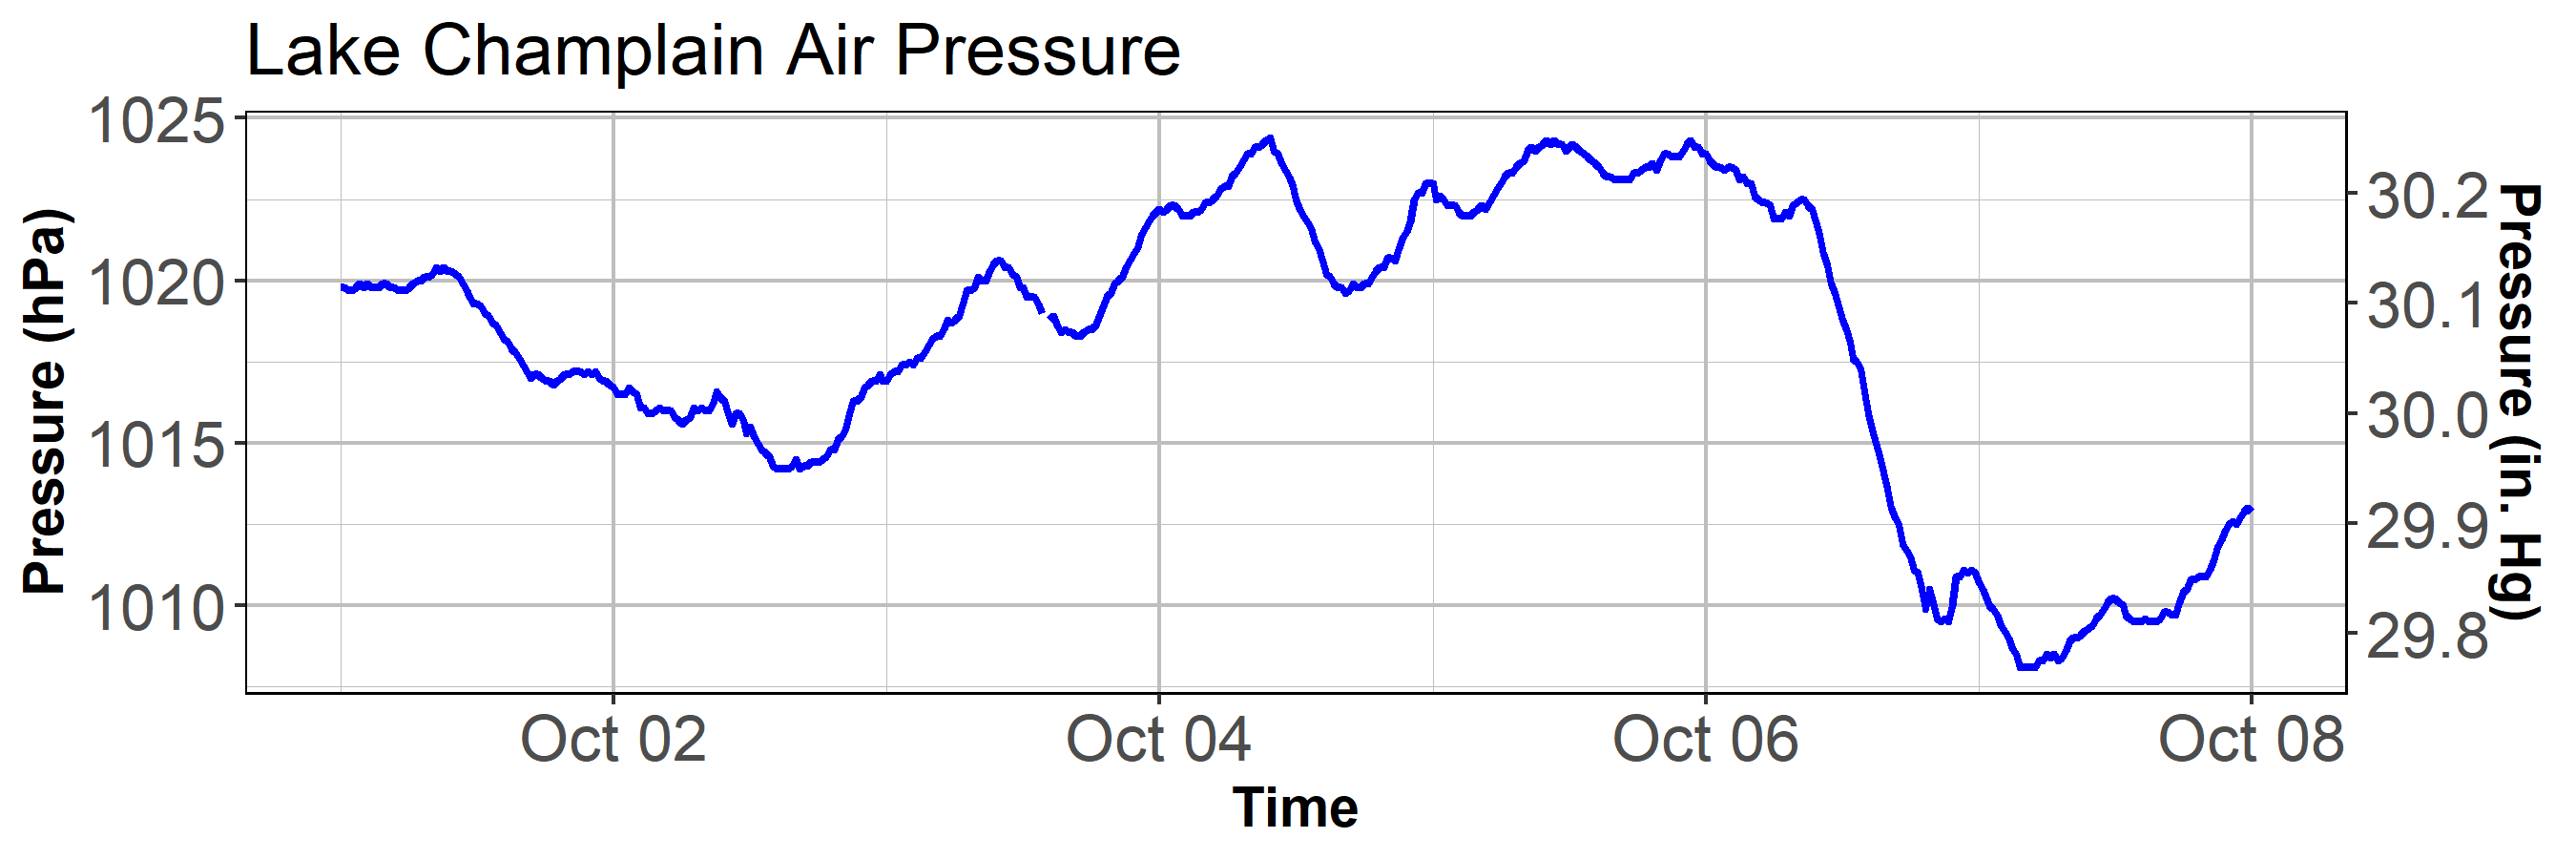 Lake Champlain Air Pressure
1025
1020
1015
1010
Pressure (hPa)
30.2
30.1
30.0
29.9
29.8
Pressure (in. Hg)
Oct 02 Oct 04 Oct 06 Oct 08
Time